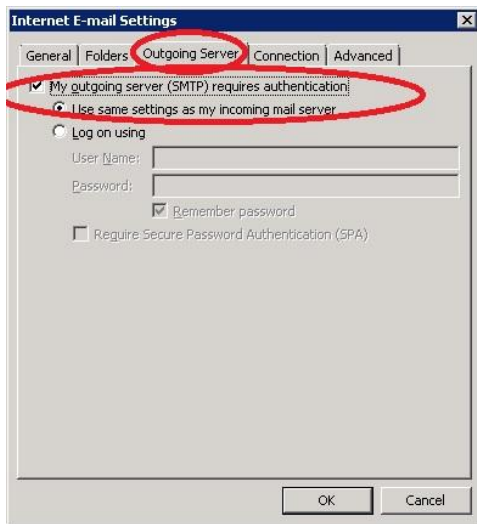 Internet E-mail Settings
General Folders Outgoing Server Connection Advanced
My outgoing server (SMTP) requires authentication
Use same settings as my incoming mail server
Log on using
User Name:
Password:
Remember password
Require Secure Password Authentication (SPA)
OK Cancel